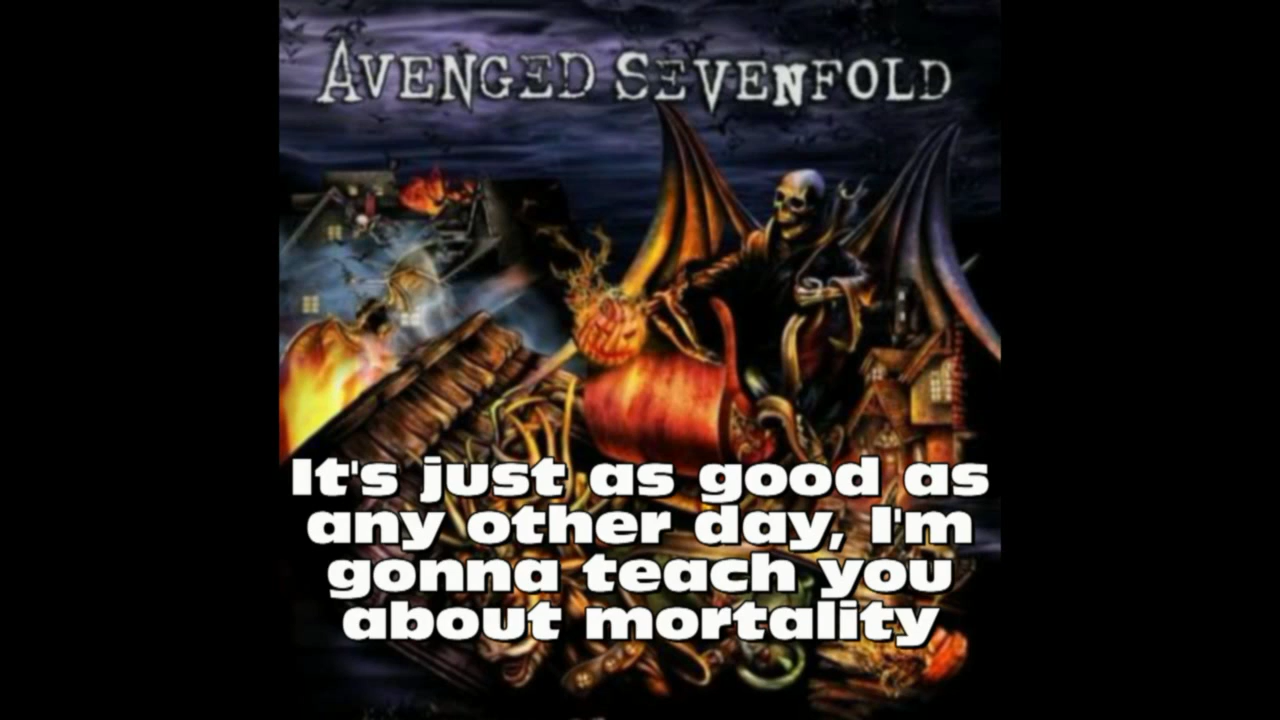 AVENGED SEVENFOLD
It's just as good as
any other day, I'm
gonna teach you
about mortality